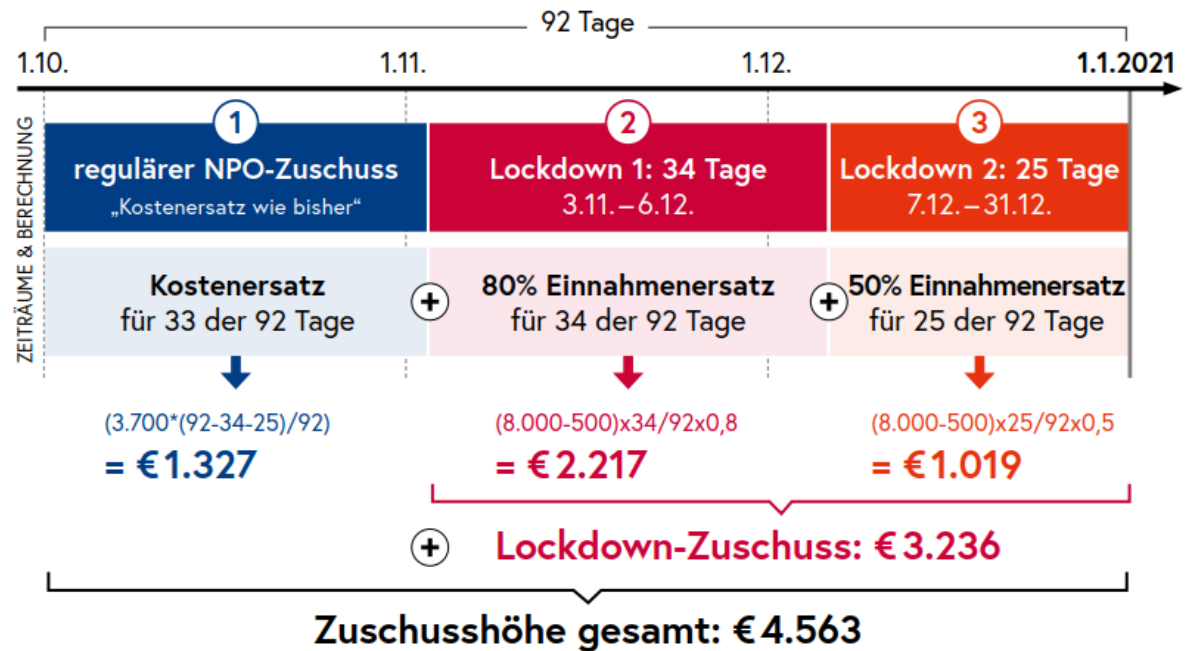 92 Tage
1.10.
1.11.
1.12.
1.1.2021
ZEITRÄUME & BERECHNUNG
1
regulärer NPO-Zuschuss
„Kostenersatz wie bisher“
2
Lockdown 1: 34 Tage
3.11. – 6.12.
3
Lockdown 2: 25 Tage
7.12. – 31.12.
Kostenersatz
für 33 der 92 Tage
+
80% Einnahmenersatz
für 34 der 92 Tage
+
50% Einnahmenersatz
für 25 der 92 Tage
(3.700*(92-34-25)/92)
= € 1.327
(8.000-500)x34/92x0,8
= € 2.217
(8.000-500)x25/92x0,5
= € 1.019
+
Lockdown-Zuschuss: € 3.236
Zuschusshöhe gesamt: € 4.563